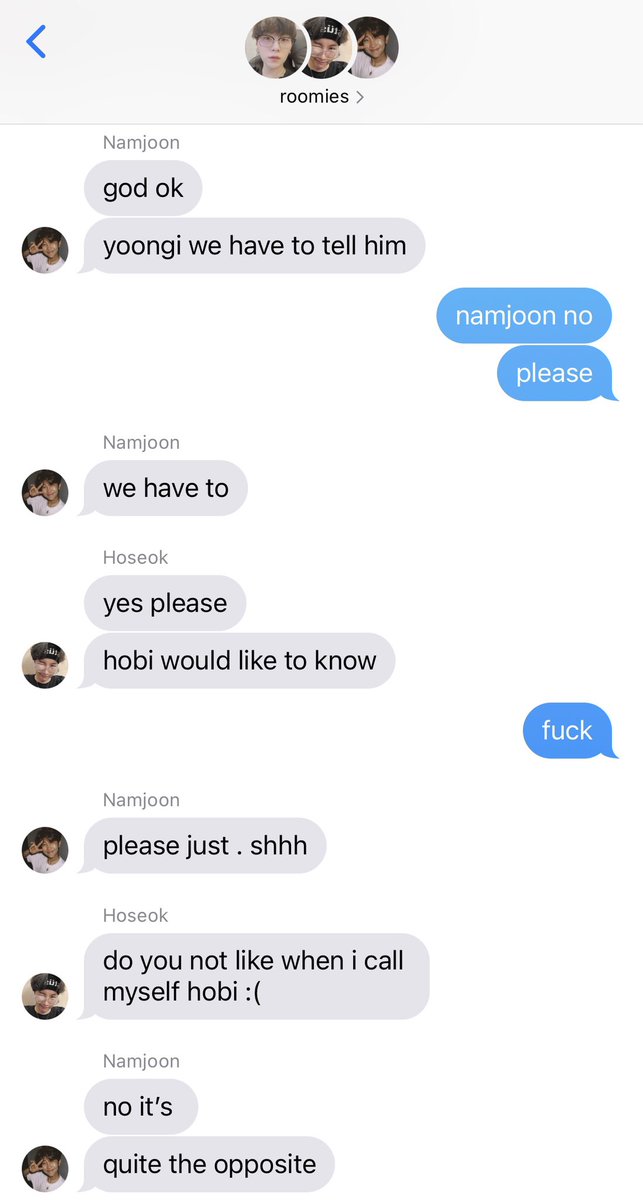 roomies
Namjoon
god ok
yoongi we have to tell him
namjoon no
please
Namjoon
we have to
Hoseok
yes please
hobi would like to know
fuck
Namjoon
please just . shhh
Hoseok
do you not like when i call
myself hobi :(
Namjoon
no it’s
quite the opposite